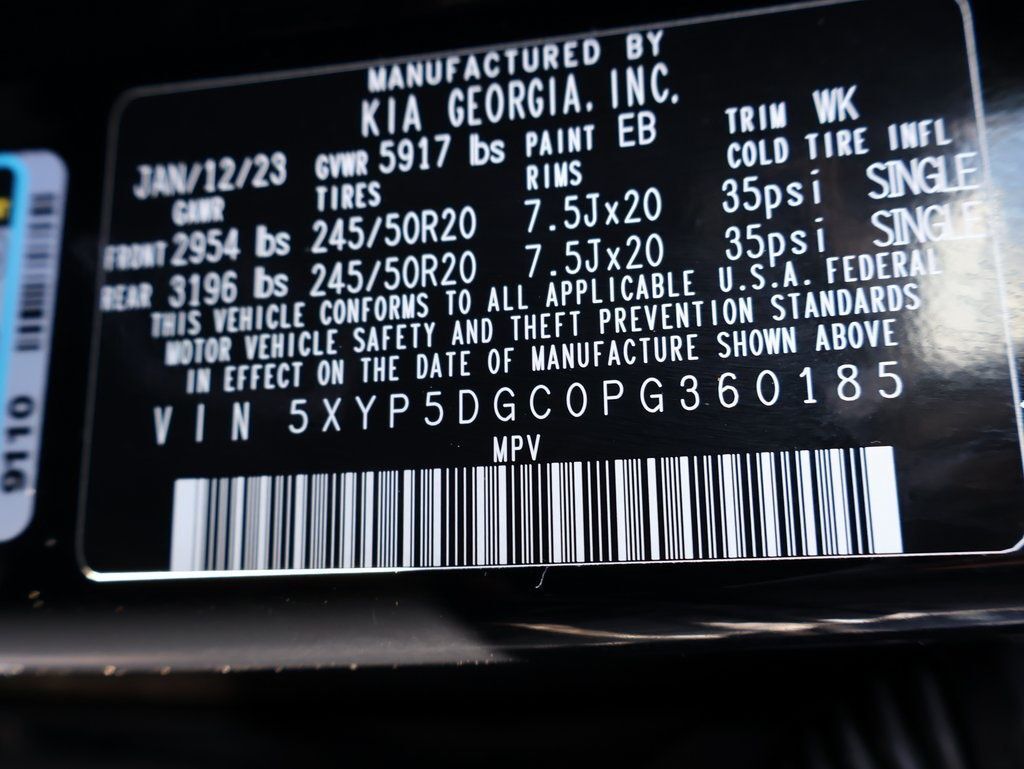 MANUFACTURED BY
KIA GEORGIA, INC.
JAN/12/23 GVWR 5917 lbs PAINT EB TRIM WK
GAWR TIRES RIMS COLD TIRE INFL
FRONT 2954 lbs 245/50R20 7.5Jx20 35psi SINGLE
REAR 3196 lbs 245/50R20 7.5Jx20 35psi SINGLE
THIS VEHICLE CONFORMS TO ALL APPLICABLE U.S.A. FEDERAL
MOTOR VEHICLE SAFETY AND THEFT PREVENTION STANDARDS
IN EFFECT ON THE DATE OF MANUFACTURE SHOWN ABOVE
VIN 5XYP5DGC0PG360185
MPV
9110